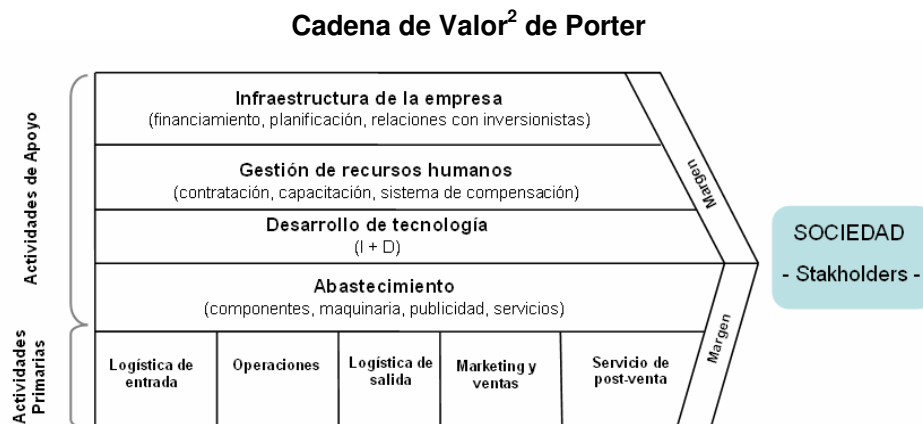 Cadena de Valor2 de Porter
Actividades de Apoyo
Infraestructura de la empresa
(financiamiento, planificación, relaciones con inversionistas)
Gestión de recursos humanos
(contratación, capacitación, sistema de compensación)
Desarrollo de tecnología
(I + D)
Abastecimiento
(componentes, maquinaria, publicidad, servicios)
Margen
Actividades
Primarias
Logística de
entrada
Operaciones
Logística de
salida
Marketing y
ventas
Servicio de
post-venta
Margen
SOCIEDAD
- Stakholders -